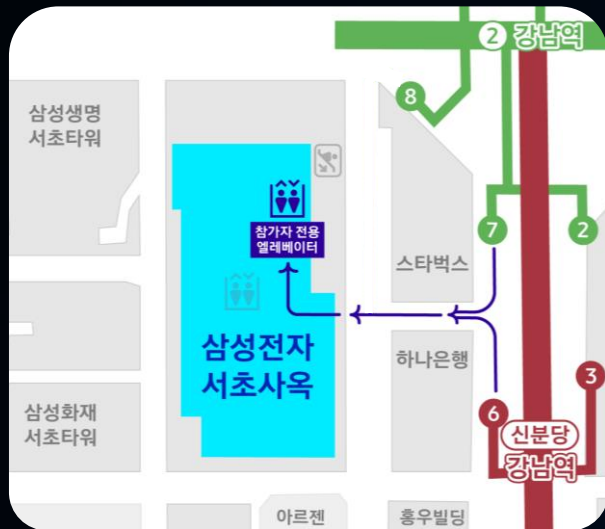 2 강남역
8
삼성생명
서초타워
참가자 전용
엘레베이터
7
2
스타벅스
삼성전자
서초사옥
하나은행
3
삼성화재
서초타워
6
신분당
강남역
아르젠
홍우빌딩